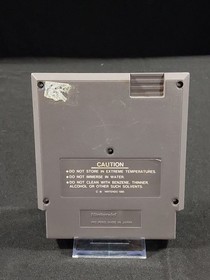 CAUTION
●DO NOT STORE IN EXTREME TEMPERATURES.
●DO NOT IMMERSE IN WATER.
●DO NOT CLEAN WITH BENZENE, THINNER,
ALCOHOL OR OTHER SUCH SOLVENTS.